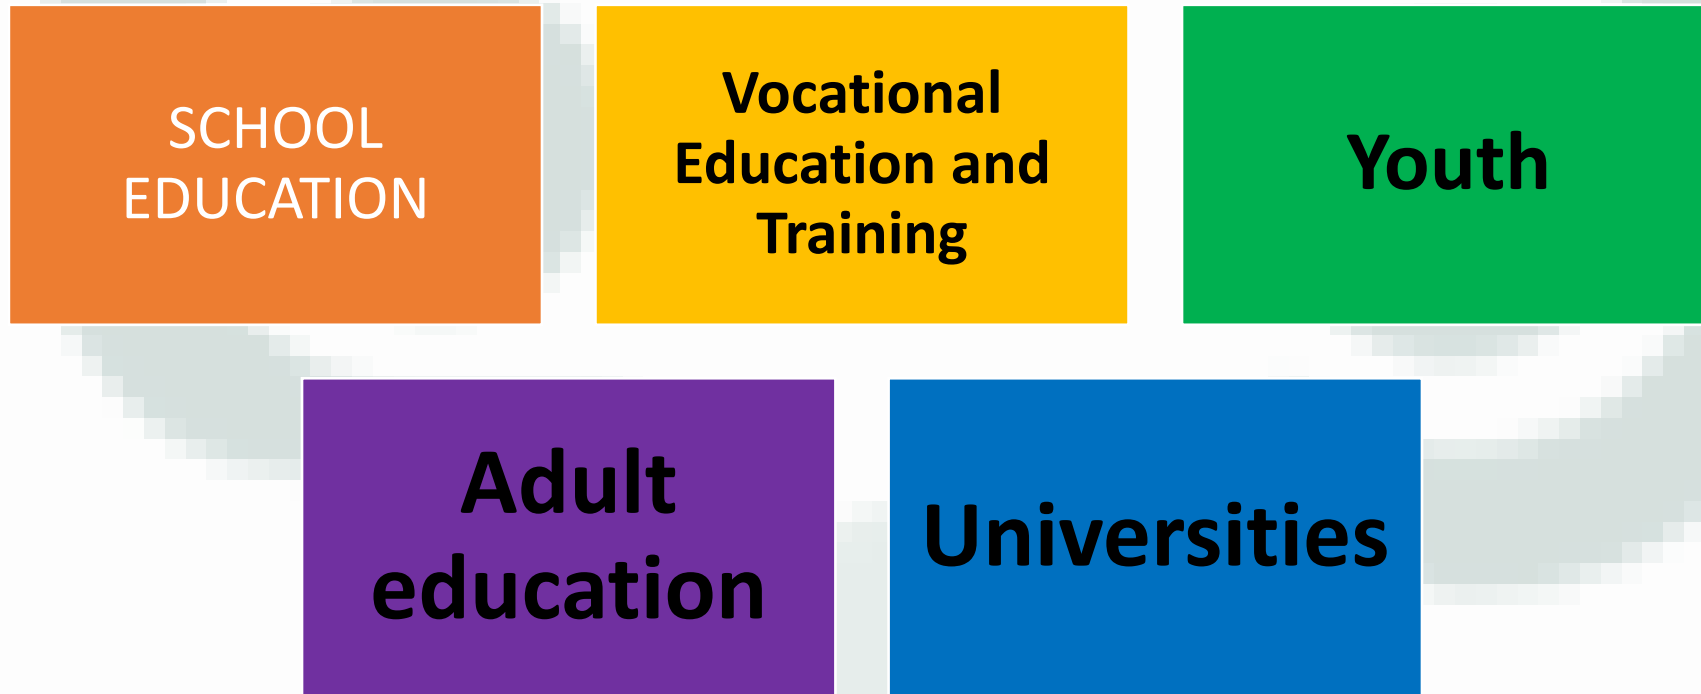 SCHOOL
EDUCATION
Vocational
Education and
Training
Youth
Adult
education
Universities